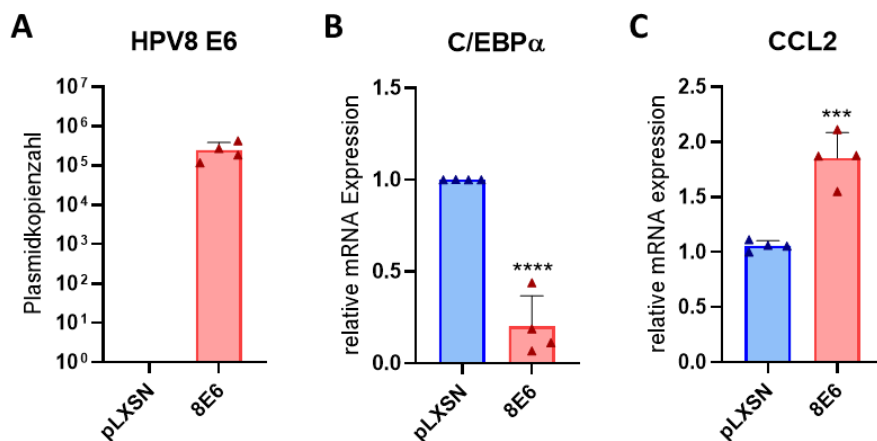 A
HPV8 E6
Plasmidkopienzahl
10⁷
10⁶
10⁵
10⁴
10³
10²
10¹
10⁰
pLXSN
8E6
B
C/EBPα
relative mRNA Expression
1.5
1.0
0.5
0.0
****
pLXSN
8E6
C
CCL2
relative mRNA expression
2.5
2.0
1.5
1.0
0.5
0.0
***
pLXSN
8E6